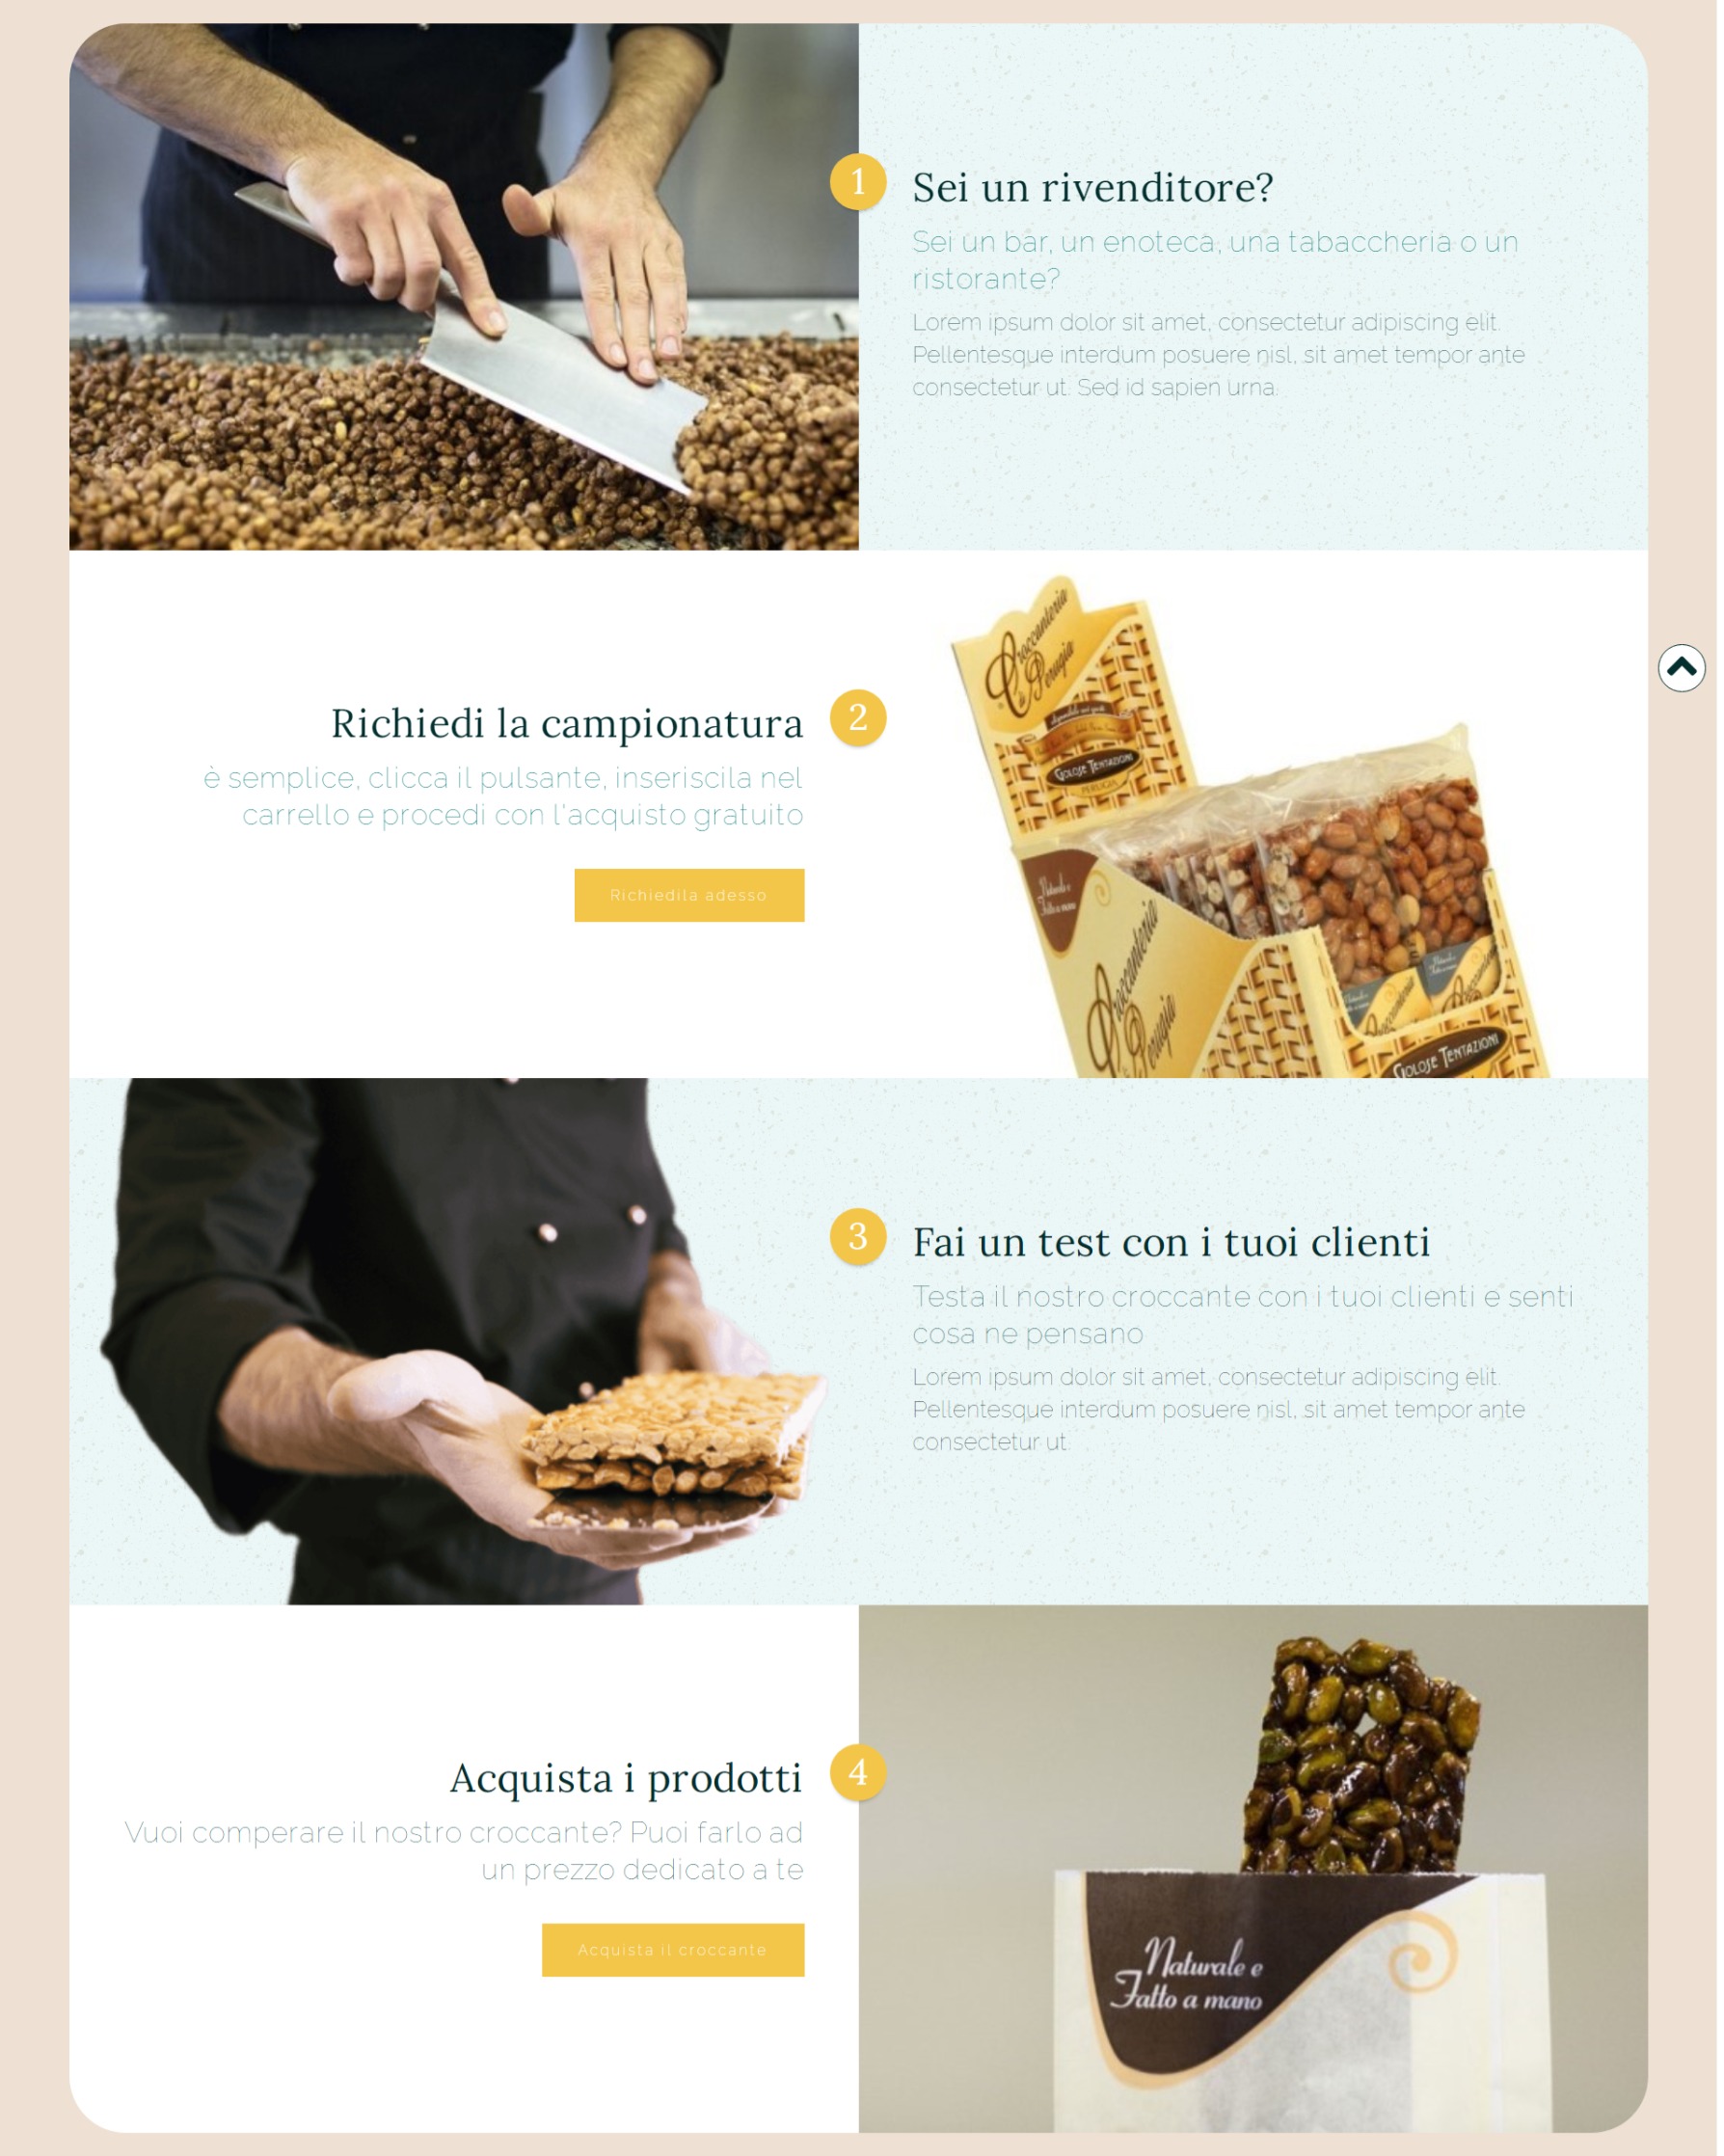 1
Sei un rivenditore?
Sei un bar, un enoteca, una tabaccheria o un
ristorante?
Lorem ipsum dolor sit amet, consectetur adipiscing elit.
Pellentesque interdum posuere nisl, sit amet tempor ante
consectetur ut. Sed id sapien urna.
Richiedi la campionatura
2
è semplice, clicca il pulsante, inseriscila nel
carrello e procedi con l'acquisto gratuito
Richiedila adesso
Croccanteria
Perugia
Golose Tentazioni
PERUGIA
Naturale e
Fatto a mano
Croccanteria
Perugia
Golose Tentazioni
3
Fai un test con i tuoi clienti
Testa il nostro croccante con i tuoi clienti e senti
cosa ne pensano
Lorem ipsum dolor sit amet, consectetur adipiscing elit.
Pellentesque interdum posuere nisl, sit amet tempor ante
consectetur ut.
Acquista i prodotti
4
Vuoi comperare il nostro croccante? Puoi farlo ad
un prezzo dedicato a te
Acquista il croccante
Naturale e
Fatto a mano